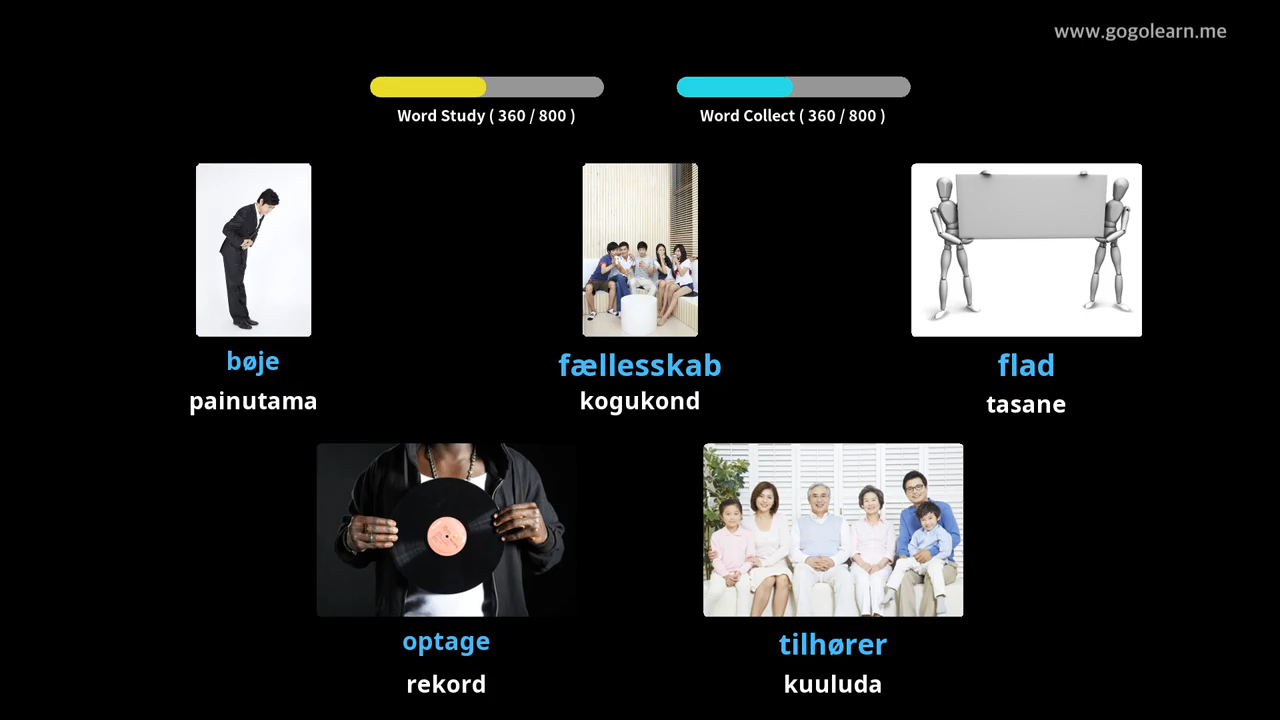 www.gogolearn.me
Word Study ( 360 / 800 )
Word Collect ( 360 / 800 )
bøje
painutama
fællesskab
kogukond
flad
tasane
optage
rekord
tilhører
kuuluda